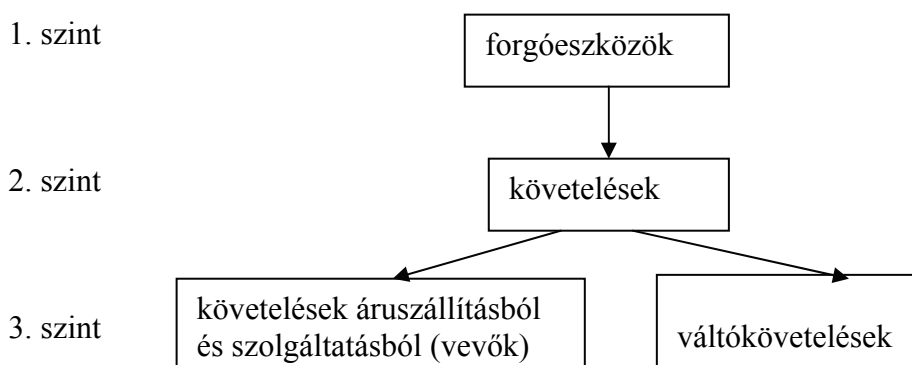 1. szint
forgóeszközök
2. szint
követelések
3. szint
követelések áruszállításból
és szolgáltatásból (vevők)
váltókövetelések